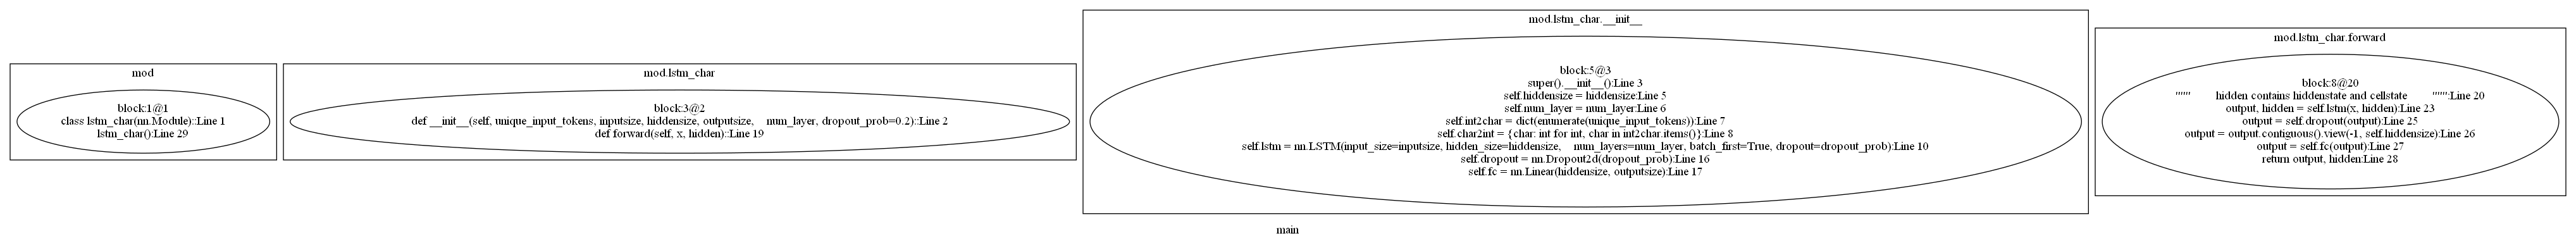 mod
block:1@1
class lstm_char(nn.Module)::Line 1
lstm_char():Line 29
mod.lstm_char
block:3@2
def __init__(self, unique_input_tokens, inputsize, hiddensize, outputsize,    num_layer, dropout_prob=0.2)::Line 2
def forward(self, x, hidden)::Line 19
mod.lstm_char.__init__
block:5@3
super().__init__():Line 3
self.hiddensize = hiddensize:Line 5
self.num_layer = num_layer:Line 6
self.int2char = dict(enumerate(unique_input_tokens)):Line 7
self.char2int = {char: int for int, char in int2char.items()}:Line 8
self.lstm = nn.LSTM(input_size=inputsize, hidden_size=hiddensize,    num_layers=num_layer, batch_first=True, dropout=dropout_prob):Line 10
self.dropout = nn.Dropout2d(dropout_prob):Line 16
self.fc = nn.Linear(hiddensize, outputsize):Line 17
mod.lstm_char.forward
block:8@20
"""         hidden contains hiddenstate and cellstate         """:Line 20
output, hidden = self.lstm(x, hidden):Line 23
output = self.dropout(output):Line 25
output = output.contiguous().view(-1, self.hiddensize):Line 26
output = self.fc(output):Line 27
return output, hidden:Line 28
main